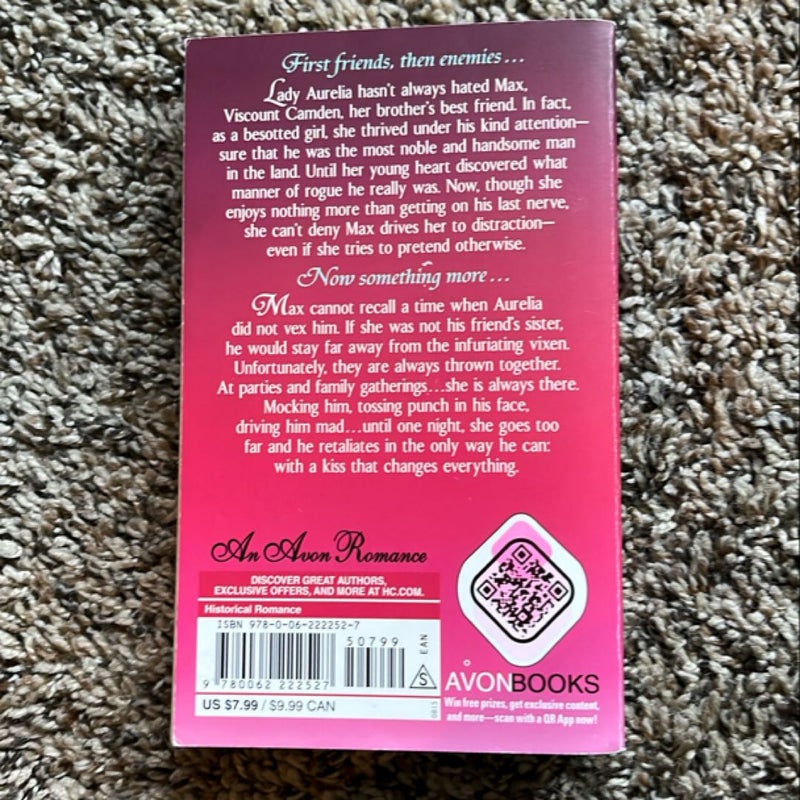 First friends, then enemies…
Lady Aurelia hasn't always hated Max,
Viscount Camden, her brother's best friend. In fact,
as a besotted girl, she thrived under his kind attention—
sure that he was the most noble and handsome man
in the land. Until her young heart discovered what
manner of rogue he really was. Now, though she
enjoys nothing more than getting on his last nerve,
she can't deny Max drives her to distraction—
even if she tries to pretend otherwise.
Now something more…
Max cannot recall a time when Aurelia
did not vex him. If she was not his friend's sister,
he would stay far away from the infuriating vixen.
Unfortunately, they are always thrown together.
At parties and family gatherings…she is always there.
Mocking him, tossing punch in his face,
driving him mad…until one night, she goes too
far and he retaliates in the only way he can:
with a kiss that changes everything.
An Avon Romance
DISCOVER GREAT AUTHORS,
EXCLUSIVE OFFERS, AND MORE AT HC.COM.
Historical Romance
ISBN 978-0-06-222252-7
50799
EAN
9 780062 222527
S
US $7.99 / $9.99 CAN
0815
AVONBOOKS
Win free prizes, get exclusive content,
and more—scan with a QR App now!